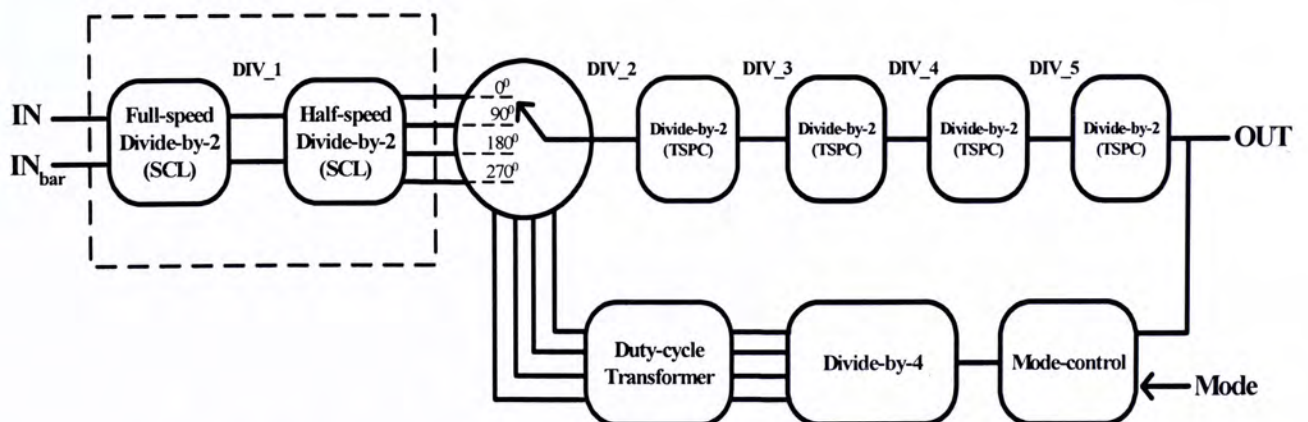 DIV_1
DIV_2
DIV_3
DIV_4
DIV_5
IN
IN bar
Full-speed
Divide-by-2
(SCL)
Half-speed
Divide-by-2
(SCL)
0⁰
90⁰
180⁰
270⁰
Divide-by-2
(TSPC)
Divide-by-2
(TSPC)
Divide-by-2
(TSPC)
Divide-by-2
(TSPC)
OUT
Duty-cycle
Transformer
Divide-by-4
Mode-control
Mode